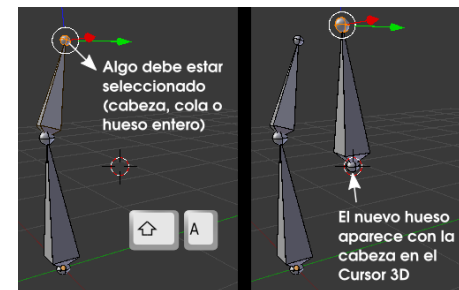 Algo debe estar
seleccionado
(cabeza, cola o
hueso entero)
A
El nuevo hueso
aparece con la
cabeza en el
Cursor 3D